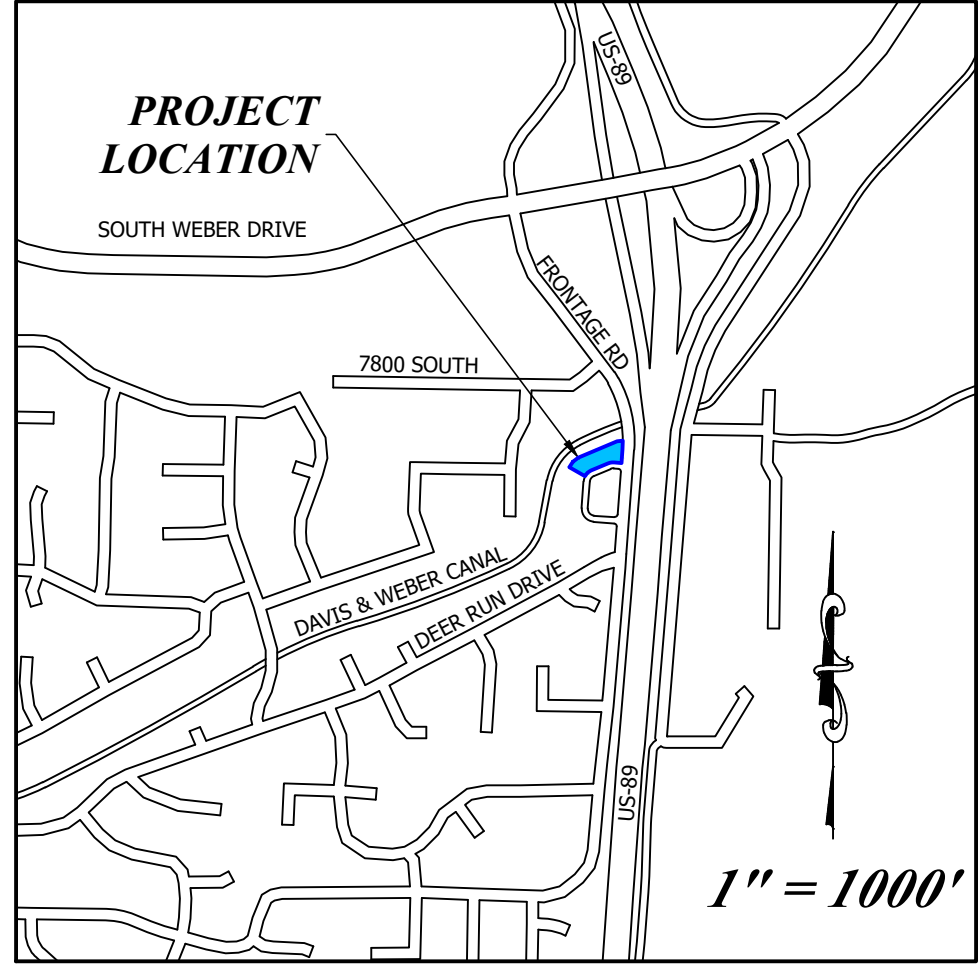 US-89
PROJECT
LOCATION
SOUTH WEBER DRIVE
FRONTAGE RD
7800 SOUTH
DAVIS & WEBER CANAL
DEER RUN DRIVE
US-89
1" = 1000'